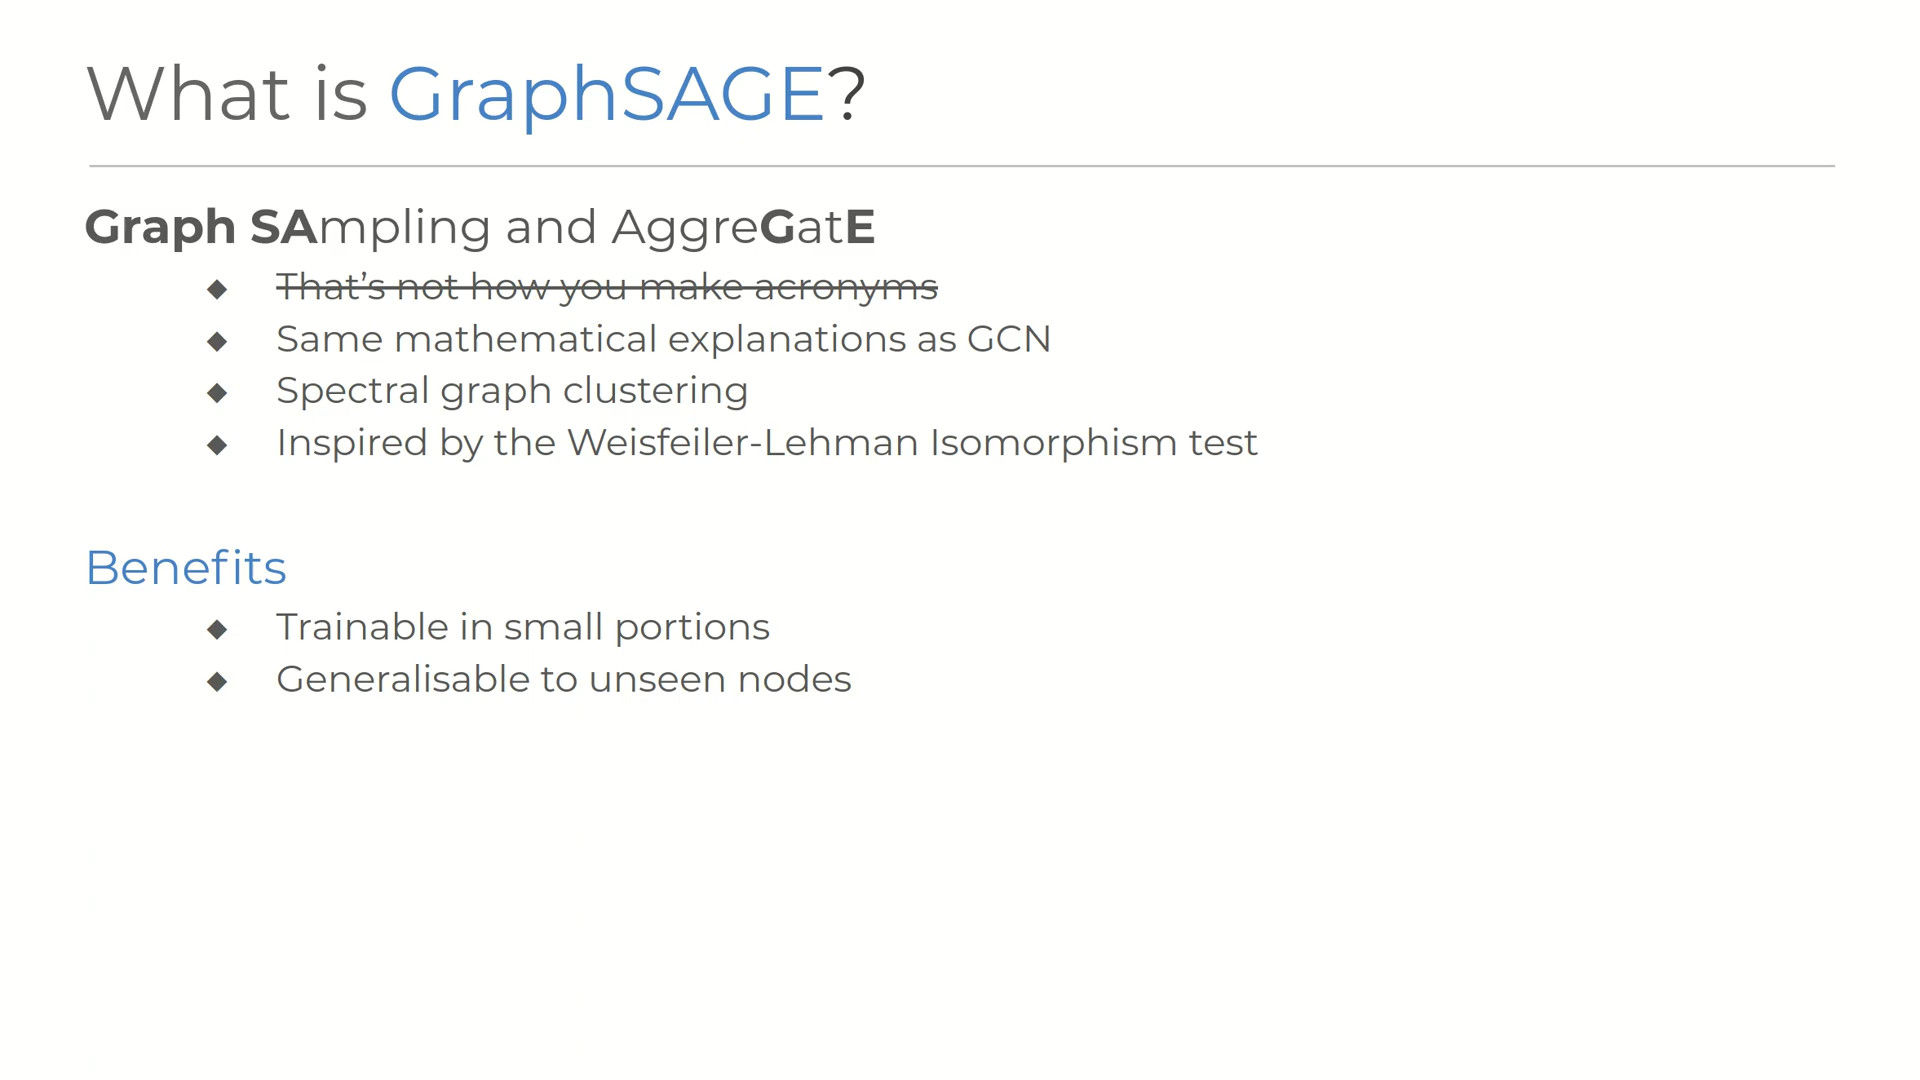 What is GraphSAGE?
Graph SAmpling and AggreGatE
That's not how you make acronyms
Same mathematical explanations as GCN
Spectral graph clustering
Inspired by the Weisfeiler-Lehman Isomorphism test
Benefits
Trainable in small portions
Generalisable to unseen nodes